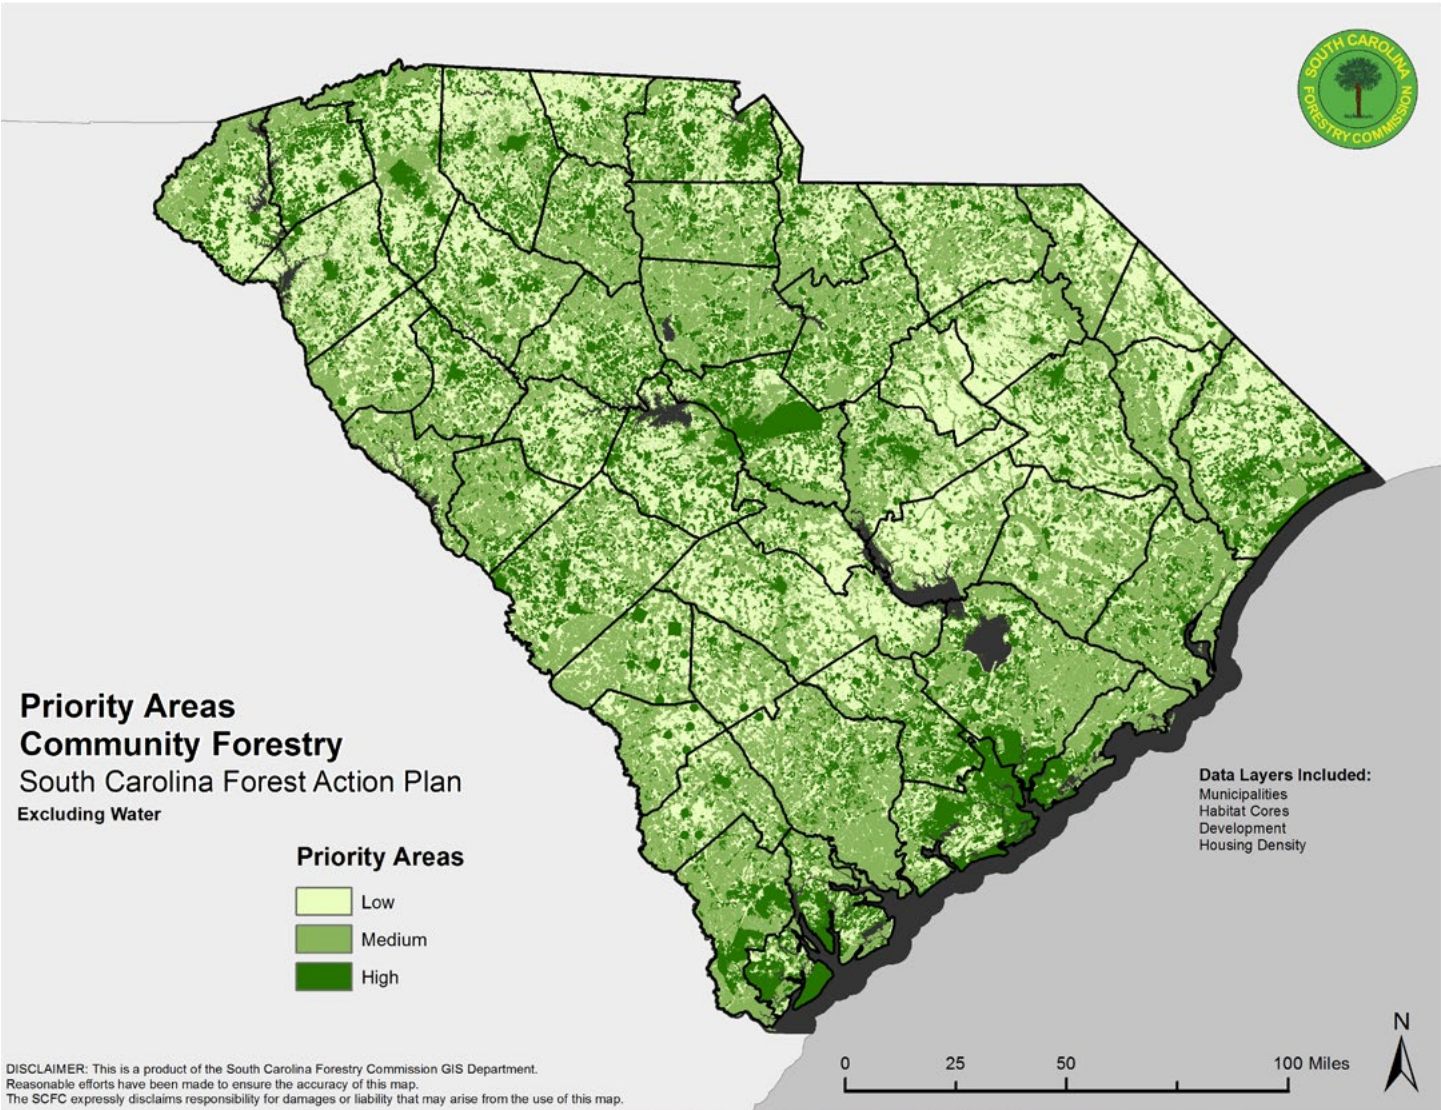 SOUTH CAROLINA
FORESTRY COMMISSION
Priority Areas
Community Forestry
South Carolina Forest Action Plan
Excluding Water
Priority Areas
Low
Medium
High
Data Layers Included:
Municipalities
Habitat Cores
Development
Housing Density
N
0 25 50 100 Miles
DISCLAIMER: This is a product of the South Carolina Forestry Commission GIS Department.
Reasonable efforts have been made to ensure the accuracy of this map.
The SCFC expressly disclaims responsibility for damages or liability that may arise from the use of this map.